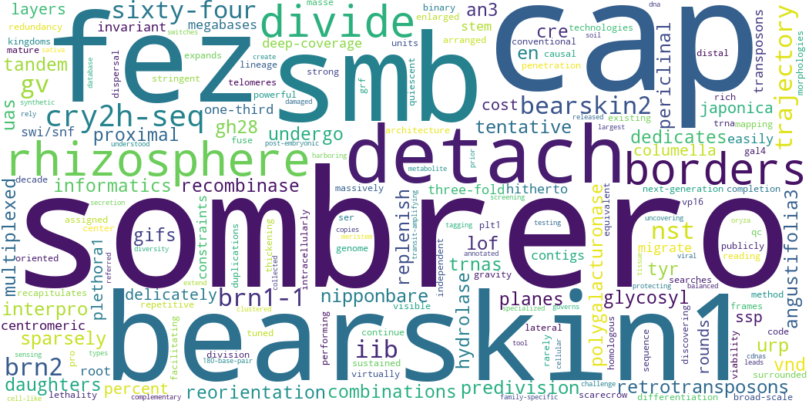 layers
sixty-four
masse
binary
an3
enlarged
redundancy
invariant
megabases
kingdoms
mature
native
switches
dispersal
expands
database
synthetic
lineage
tandem
stringent
gv
telomeres
uas
cry2h-seq
one-third
powerful
create
rely
damaged
swi/snf
proximal
gh28
fuse
understood
post-embryonic
fez
divide
smb
cap
deep-coverage
units
stem
arranged
strong
grf
quiescent
undergo
architecture
harboring
cre
technologies
conventional
soil
dna
en
causal
distal
penetration
cost
bearskin2
periclinal
transposons
morphologies
trajectory
rich
japonica
released
existing
trna
mapping
tentative
largest
dedicates
easily
gal4
rhizosphere
detach
borders
columella
informatics
recombinase
metabolite
prior
three-fold
hitherto
next-generation
completion
multiplexed
decade
massively
vp16
assigned
center
gifs
constraints
duplications
secretion
copies
ser
genome
intracellularly
replenish
transit-amplifying
screening
tagging
plt1
testing
lof
independent
annotated
contigs
trnas
nst
migrate
tyr
polygalacturonase
equivalent
uncovering
oryza
viral
tissue
publicly
qc
reading
angustifolia3
sombrero
oriented
plethora1
referred
thickening
diversity
collected
meristem
clustered
recapitulates
extend
delicately
brn1-1
nipponbare
visible
gravity
planes
glycosyl
searches
specialized
balanced
interpro
repetitive
tuned
centromeric
sparsely
facilitating
performing
hydrolase
bearskin1
iib
lateral
tool
rarely
cellular
governs
homologous
sequence
urp
discovering
protecting
rounds
ssp
method
frames
code
viability
cdnas
leads
vnd
surrounded
brn2
pro
root
division
continue
sustained
virtually
180-base-pair
daughters
percent
sensing
types
cell-like
lethality
reorientation
combinations
complementary
predivision
family-specific
scarecrow
retrotransposons
challenge
differentiation
broad-scale